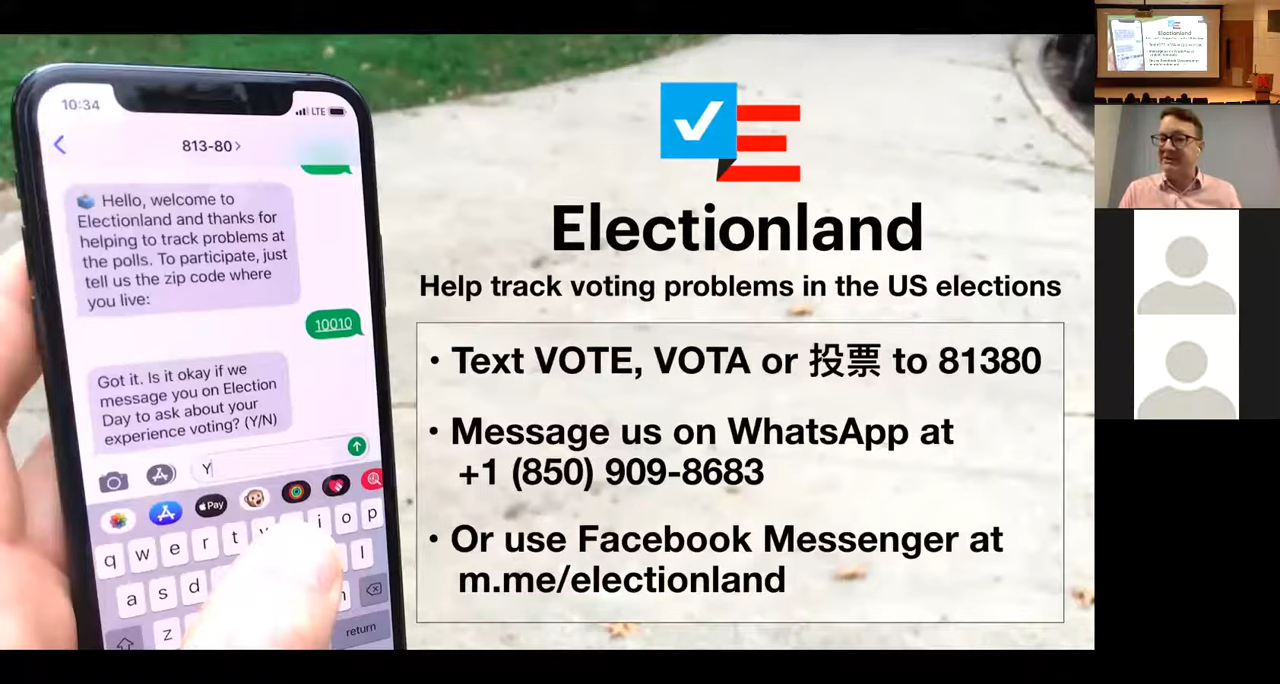 10:34
LTE
813-80 >
Hello, welcome to
Electionland and thanks for
helping to track problems at
the polls. To participate, just
tell us the zip code where
you live:
10010
Got it. Is it okay if we
message you on Election
Day to ask about your
experience voting? (Y/N)
Y
Pay
q w e r t y i o p
a s d l
z
return
E
Electionland
Help track voting problems in the US elections
• Text VOTE, VOTA or 投票 to 81380
• Message us on WhatsApp at
+1 (850) 909-8683
• Or use Facebook Messenger at
m.me/electionland
Electionland